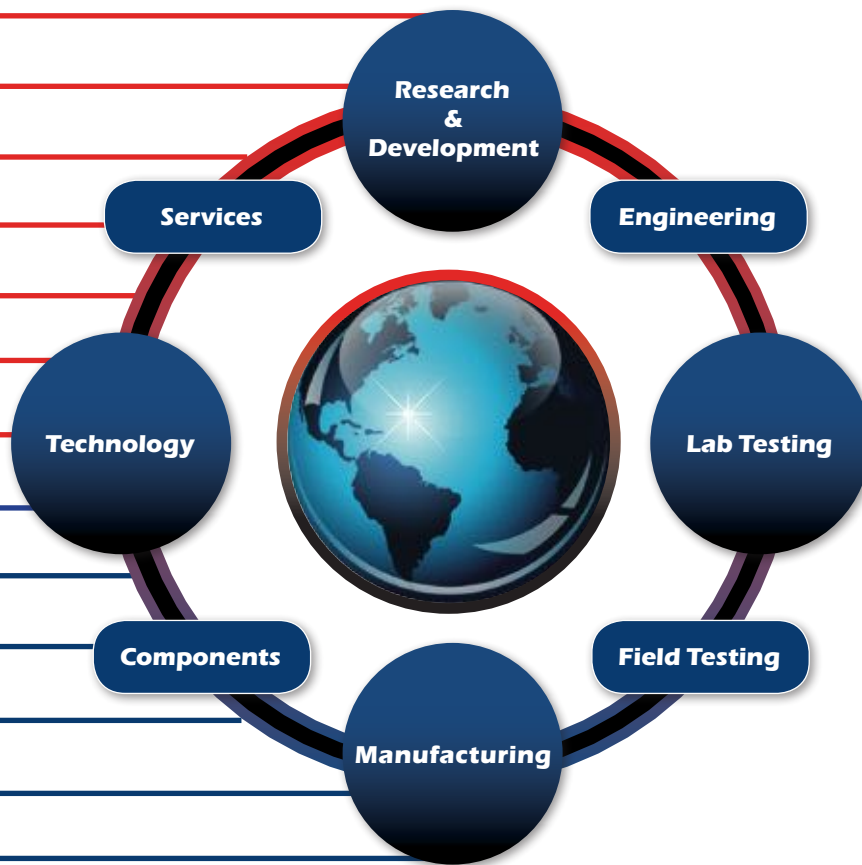 Research
&
Development
Services
Engineering
Technology
Lab Testing
Components
Field Testing
Manufacturing